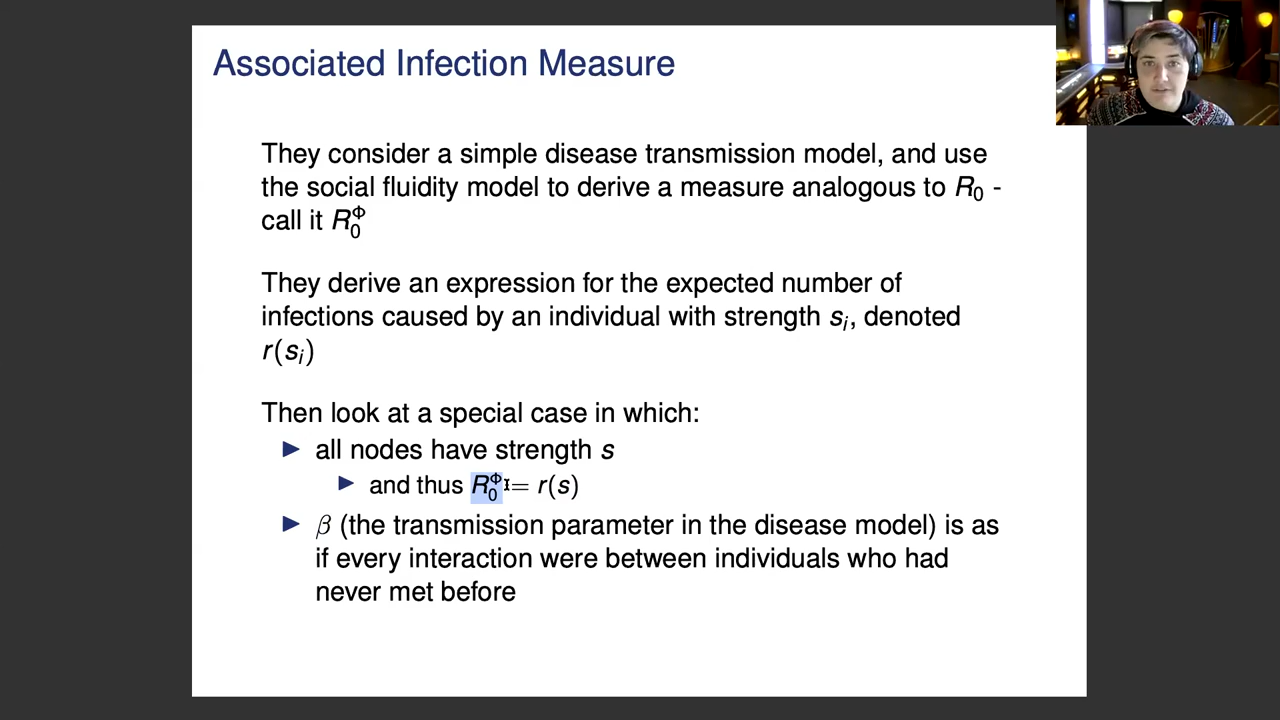 Associated Infection Measure
They consider a simple disease transmission model, and use
the social fluidity model to derive a measure analogous to R₀ -
call it R₀^Φ
They derive an expression for the expected number of
infections caused by an individual with strength sᵢ, denoted
r(sᵢ)
Then look at a special case in which:
▶ all nodes have strength s
▶ and thus R₀^Φ = r(s)
▶ β (the transmission parameter in the disease model) is as
if every interaction were between individuals who had
never met before